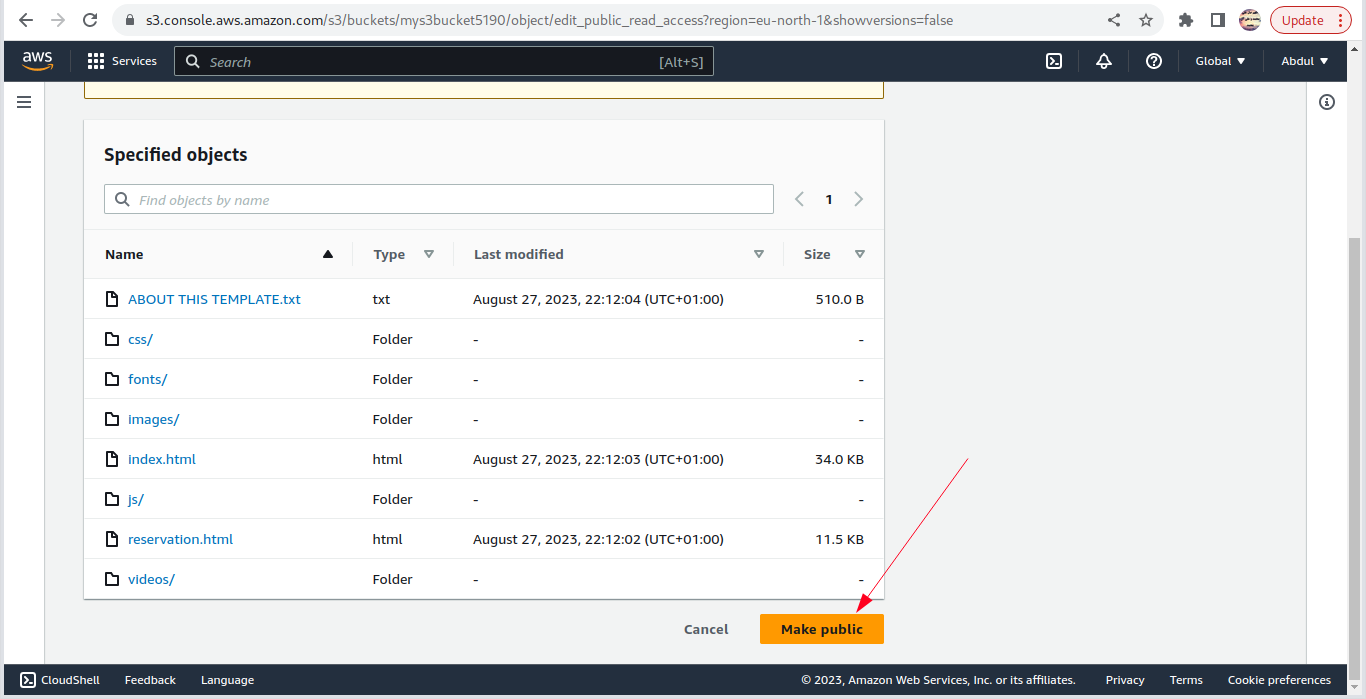 s3.console.aws.amazon.com/s3/buckets/mys3bucket5190/object/edit_public_read_access?region=eu-north-1&showversions=false
Update
aws
Services
Search
[Alt+S]
Global
Abdul
Specified objects
Find objects by name
1
Name Type Last modified Size
ABOUT THIS TEMPLATE.txt txt August 27, 2023, 22:12:04 (UTC+01:00) 510.0 B
css/ Folder - -
fonts/ Folder - -
images/ Folder - -
index.html html August 27, 2023, 22:12:03 (UTC+01:00) 34.0 KB
js/ Folder - -
reservation.html html August 27, 2023, 22:12:02 (UTC+01:00) 11.5 KB
videos/ Folder - -
Cancel Make public
CloudShell Feedback Language © 2023, Amazon Web Services, Inc. or its affiliates. Privacy Terms Cookie preferences